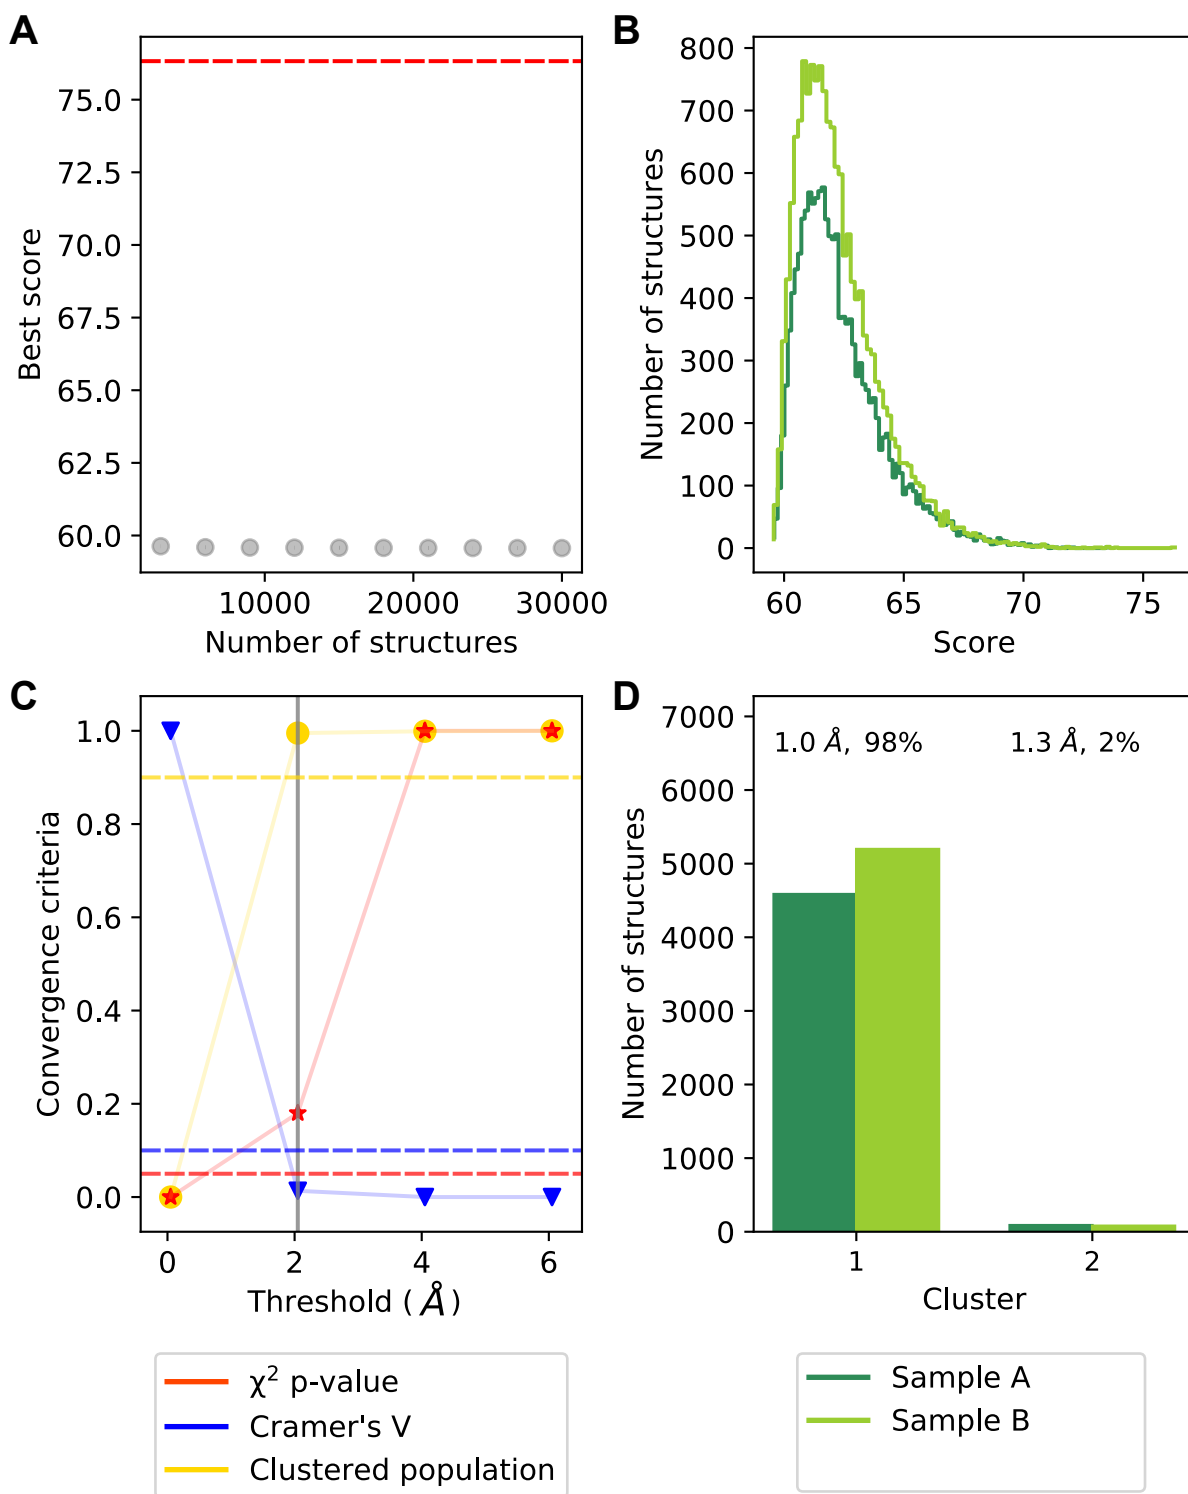 A
75.0
72.5
70.0
67.5
65.0
62.5
60.0
Best score
10000 20000 30000
Number of structures
B
800
700
600
500
400
300
200
100
0
Number of structures
60 65 70 75
Score
C
1.0
0.8
0.6
0.4
0.2
0.0
Convergence criteria
0 2 4 6
Threshold (Å)
χ² p-value
Cramer's V
Clustered population
D
7000
6000
5000
4000
3000
2000
1000
0
Number of structures
1.0 Å, 98% 1.3 Å, 2%
1 2
Cluster
Sample A
Sample B